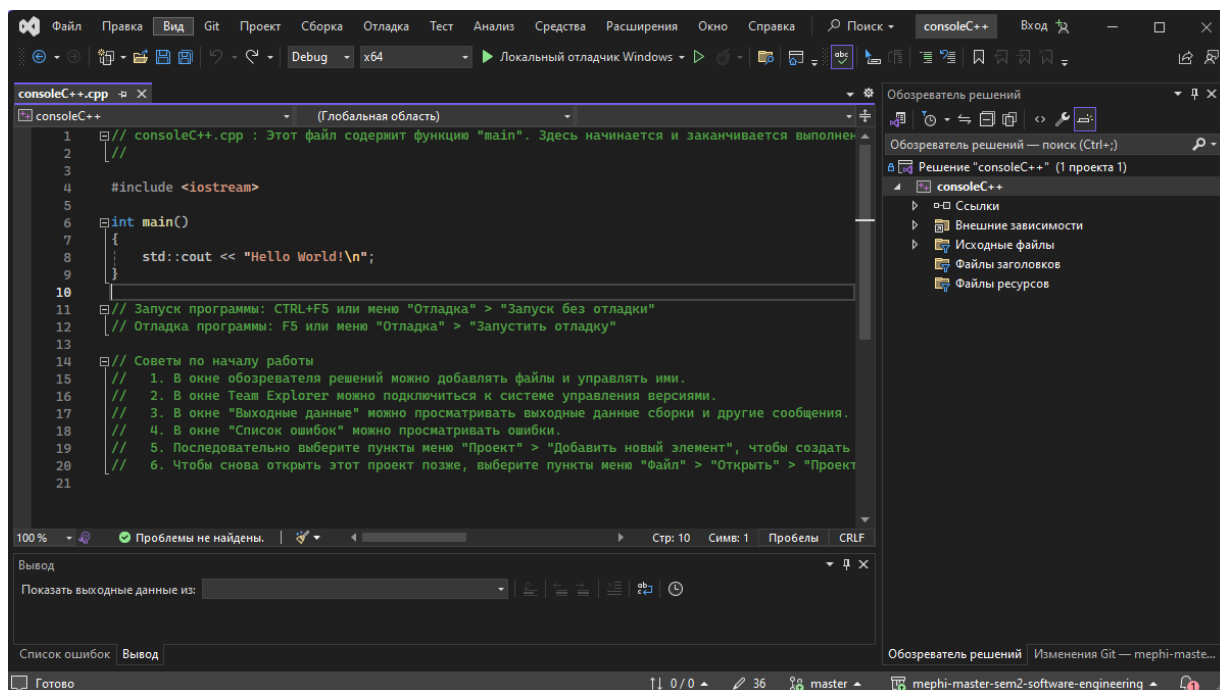 Файл Правка Вид Git Проект Сборка Отладка Тест Анализ Средства Расширения Окно Справка Поиск consoleC++ Вход
Debug x64 Локальный отладчик Windows abc
consoleC++.cpp
consoleC++ (Глобальная область)
1 // consoleC++.cpp : Этот файл содержит функцию "main". Здесь начинается и заканчивается выполнен
2 //
3
4 #include <iostream>
5
6 int main()
7 {
8 std::cout << "Hello World!\n";
9 }
10
11 // Запуск программы: CTRL+F5 или меню "Отладка" > "Запуск без отладки"
12 // Отладка программы: F5 или меню "Отладка" > "Запустить отладку"
13
14 // Советы по началу работы
15 // 1. В окне обозревателя решений можно добавлять файлы и управлять ими.
16 // 2. В окне Team Explorer можно подключиться к системе управления версиями.
17 // 3. В окне "Выходные данные" можно просматривать выходные данные сборки и другие сообщения.
18 // 4. В окне "Список ошибок" можно просматривать ошибки.
19 // 5. Последовательно выберите пункты меню "Проект" > "Добавить новый элемент", чтобы создать
20 // 6. Чтобы снова открыть этот проект позже, выберите пункты меню "Файл" > "Открыть" > "Проект
21
100 % Проблемы не найдены. Стр: 10 Симв: 1 Пробелы CRLF
Вывод
Показать выходные данные из:
Список ошибок Вывод
Обозреватель решений
Обозреватель решений — поиск (Ctrl+;)
Решение "consoleC++" (1 проекта 1)
consoleC++
Ссылки
Внешние зависимости
Исходные файлы
Файлы заголовков
Файлы ресурсов
Обозреватель решений Изменения Git — mephi-maste...
Готово 0 / 0 36 master mephi-master-sem2-software-engineering 1